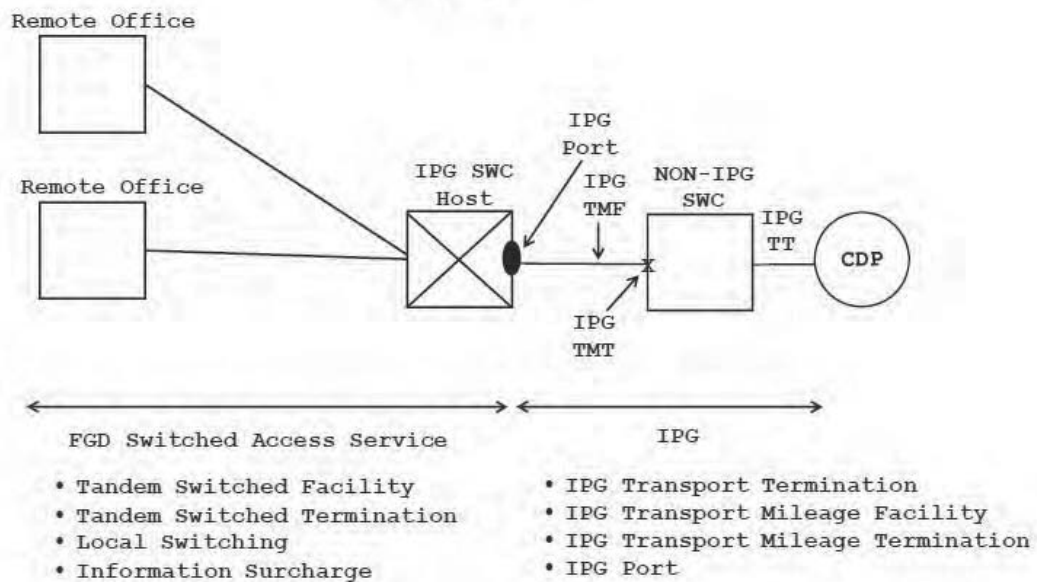 Remote Office
Remote Office
IPG SWC
Host
IPG
Port
IPG
TMF
NON-IPG
SWC
IPG
TT
CDP
X
IPG
TMT
FGD Switched Access Service
• Tandem Switched Facility
• Tandem Switched Termination
• Local Switching
• Information Surcharge
IPG
• IPG Transport Termination
• IPG Transport Mileage Facility
• IPG Transport Mileage Termination
• IPG Port